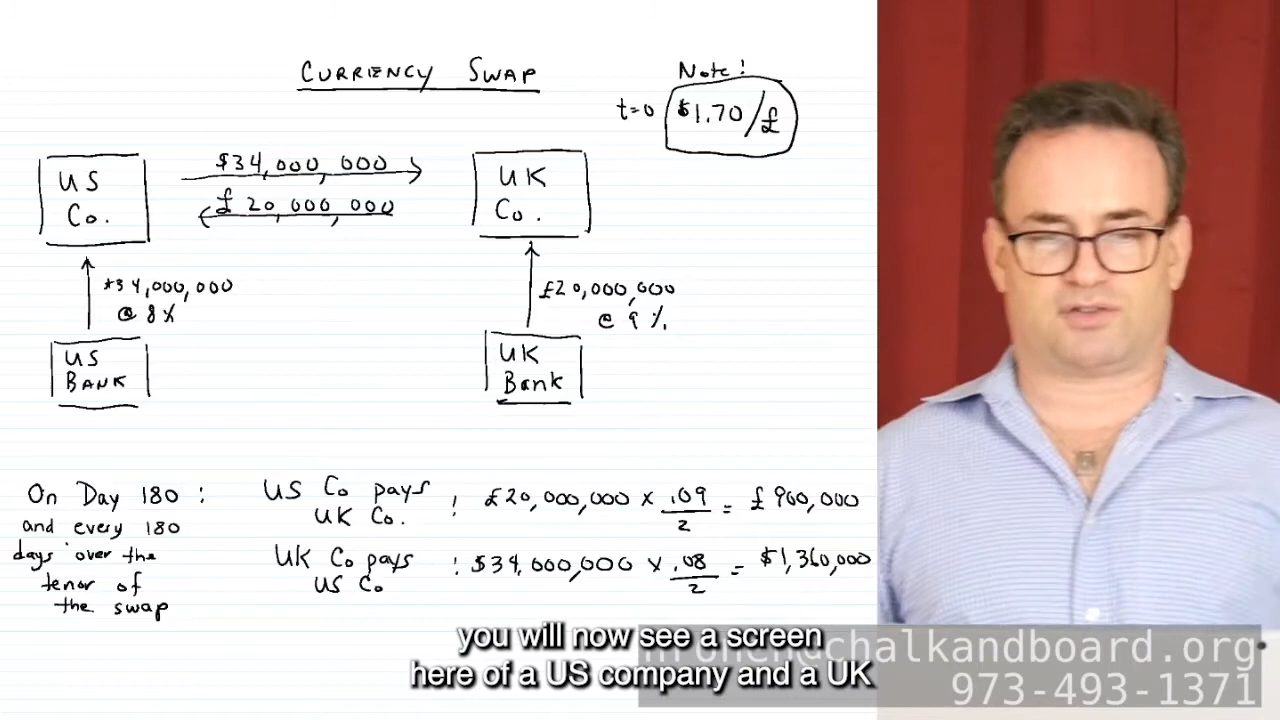 CURRENCY SWAP
Note!
t=0 $1.70/£
US
Co.
$34,000,000
£ 20,000,000
UK
Co.
$34,000,000
@ 8%
£20,000,000
@ 9%
US
BANK
UK
Bank
On Day 180 :
and every 180
days over the
tenor of
the swap
US Co pays
UK Co.
: £20,000,000 x .09/2 = £900,000
UK Co pays
US Co
: $34,000,000 x .08/2 = $1,360,000
you will now see a screen
here of a US company and a UK
chalkandboard.org
973-493-1371